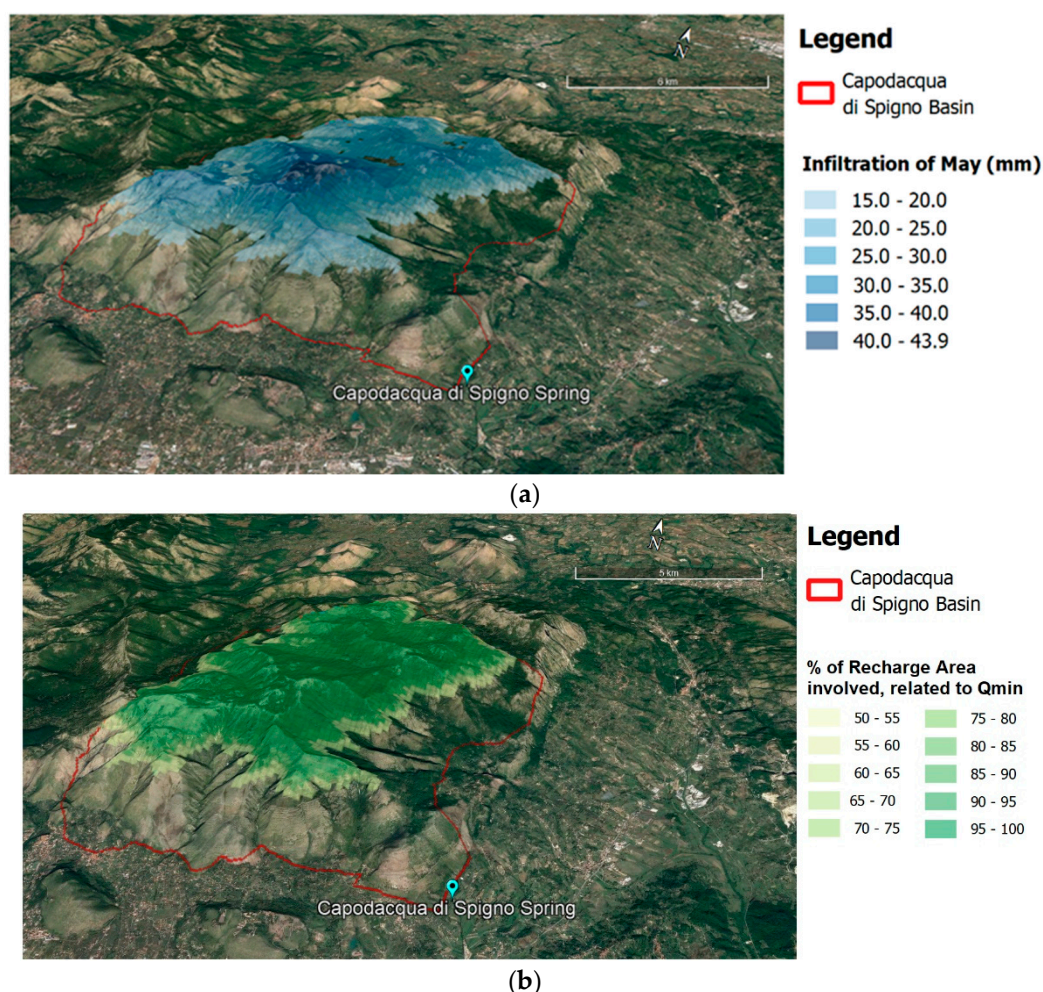 N
6 km
Capodacqua di Spigno Spring
Legend
Capodacqua
di Spigno Basin
Infiltration of May (mm)
15.0 - 20.0
20.0 - 25.0
25.0 - 30.0
30.0 - 35.0
35.0 - 40.0
40.0 - 43.9
(a)
N
5 km
Capodacqua di Spigno Spring
Legend
Capodacqua
di Spigno Basin
% of Recharge Area
involved, related to Qmin
50 - 55
55 - 60
60 - 65
65 - 70
70 - 75
75 - 80
80 - 85
85 - 90
90 - 95
95 - 100
(b)